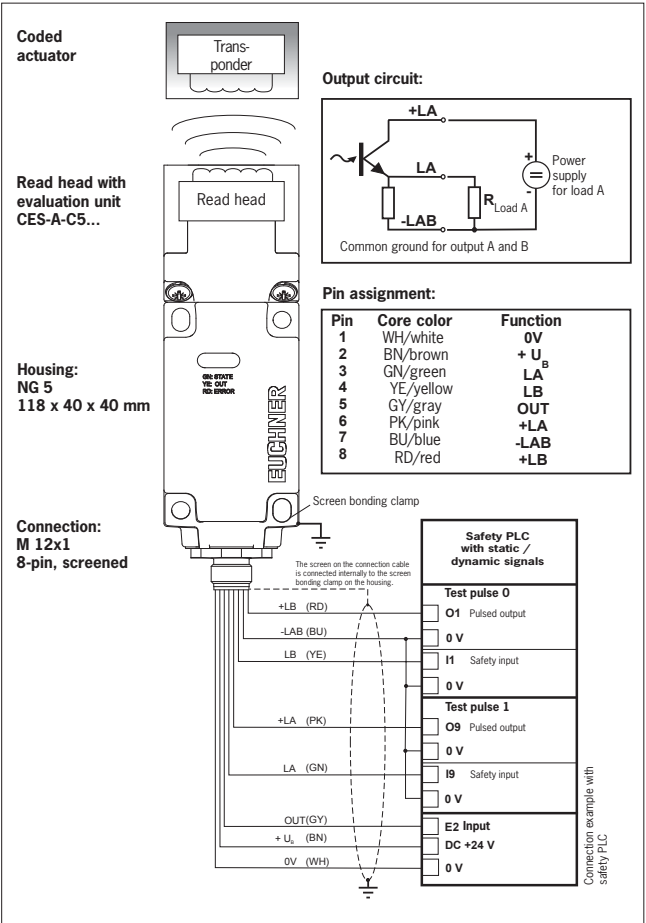 Coded
actuator
Trans-
ponder
Read head with
evaluation unit
CES-A-C5...
Read head
Output circuit:
+LA
LA
-LAB
R Load A
+
-
Power
supply
for load A
Common ground for output A and B
Pin assignment:
Pin Core color Function
1 WH/white 0V
2 BN/brown + UB
3 GN/green LA
4 YE/yellow LB
5 GY/gray OUT
6 PK/pink +LA
7 BU/blue -LAB
8 RD/red +LB
Housing:
NG 5
118 x 40 x 40 mm
GN: STATE
YE: OUT
RD: ERROR
EUCHNER
Screen bonding clamp
Connection:
M 12x1
8-pin, screened
The screen on the connection cable
is connected internally to the screen
bonding clamp on the housing.
+LB (RD)
-LAB (BU)
LB (YE)
+LA (PK)
LA (GN)
OUT(GY)
+ UB (BN)
0V (WH)
Safety PLC
with static /
dynamic signals
Test pulse 0
O1 Pulsed output
0 V
I1 Safety input
0 V
Test pulse 1
O9 Pulsed output
0 V
I9 Safety input
0 V
E2 Input
DC +24 V
0 V
Connection example with
safety PLC